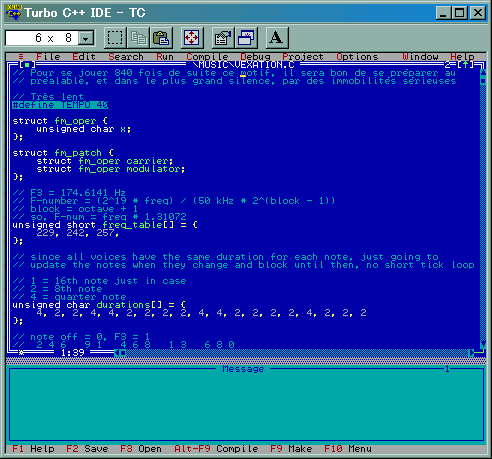 Turbo C++ IDE - TC
6 x 8
A
≡ File Edit Search Run Compile Debug Project Options Window Help
[■] \MUSIC\VEXATION.C 2=[↑]
// Pour se jouer 840 fois de suite ce motif, il sera bon de se préparer au
// préalable, et dans le plus grand silence, par des immobilités sérieuses
// Très lent
#define TEMPO 40
struct fm_oper {
unsigned char x;
};
struct fm_patch {
struct fm_oper carrier;
struct fm_oper modulator;
};
// F3 = 174.6141 Hz
// F-number = (2^19 * freq) / (50 kHz * 2^(block - 1))
// block = octave + 1
// so, F-num = freq * 1.31072
unsigned short freq_table[] = {
229, 242, 257,
};
// since all voices have the same duration for each note, just going to
// update the notes when they change and block until then, no short tick loop
// 1 = 16th note just in case
// 2 = 8th note
// 4 = quarter note
unsigned char durations[] = {
4, 2, 2, 4, 2, 2, 2, 2, 4, 4, 2, 2, 2, 2, 4, 2, 2, 2
};
// note off = 0, F3 = 1
// 2 4 6 9 1 4 6 8 1 3 6 8 0
* 1:39
Message 1
F1 Help F2 Save F3 Open Alt-F9 Compile F9 Make F10 Menu